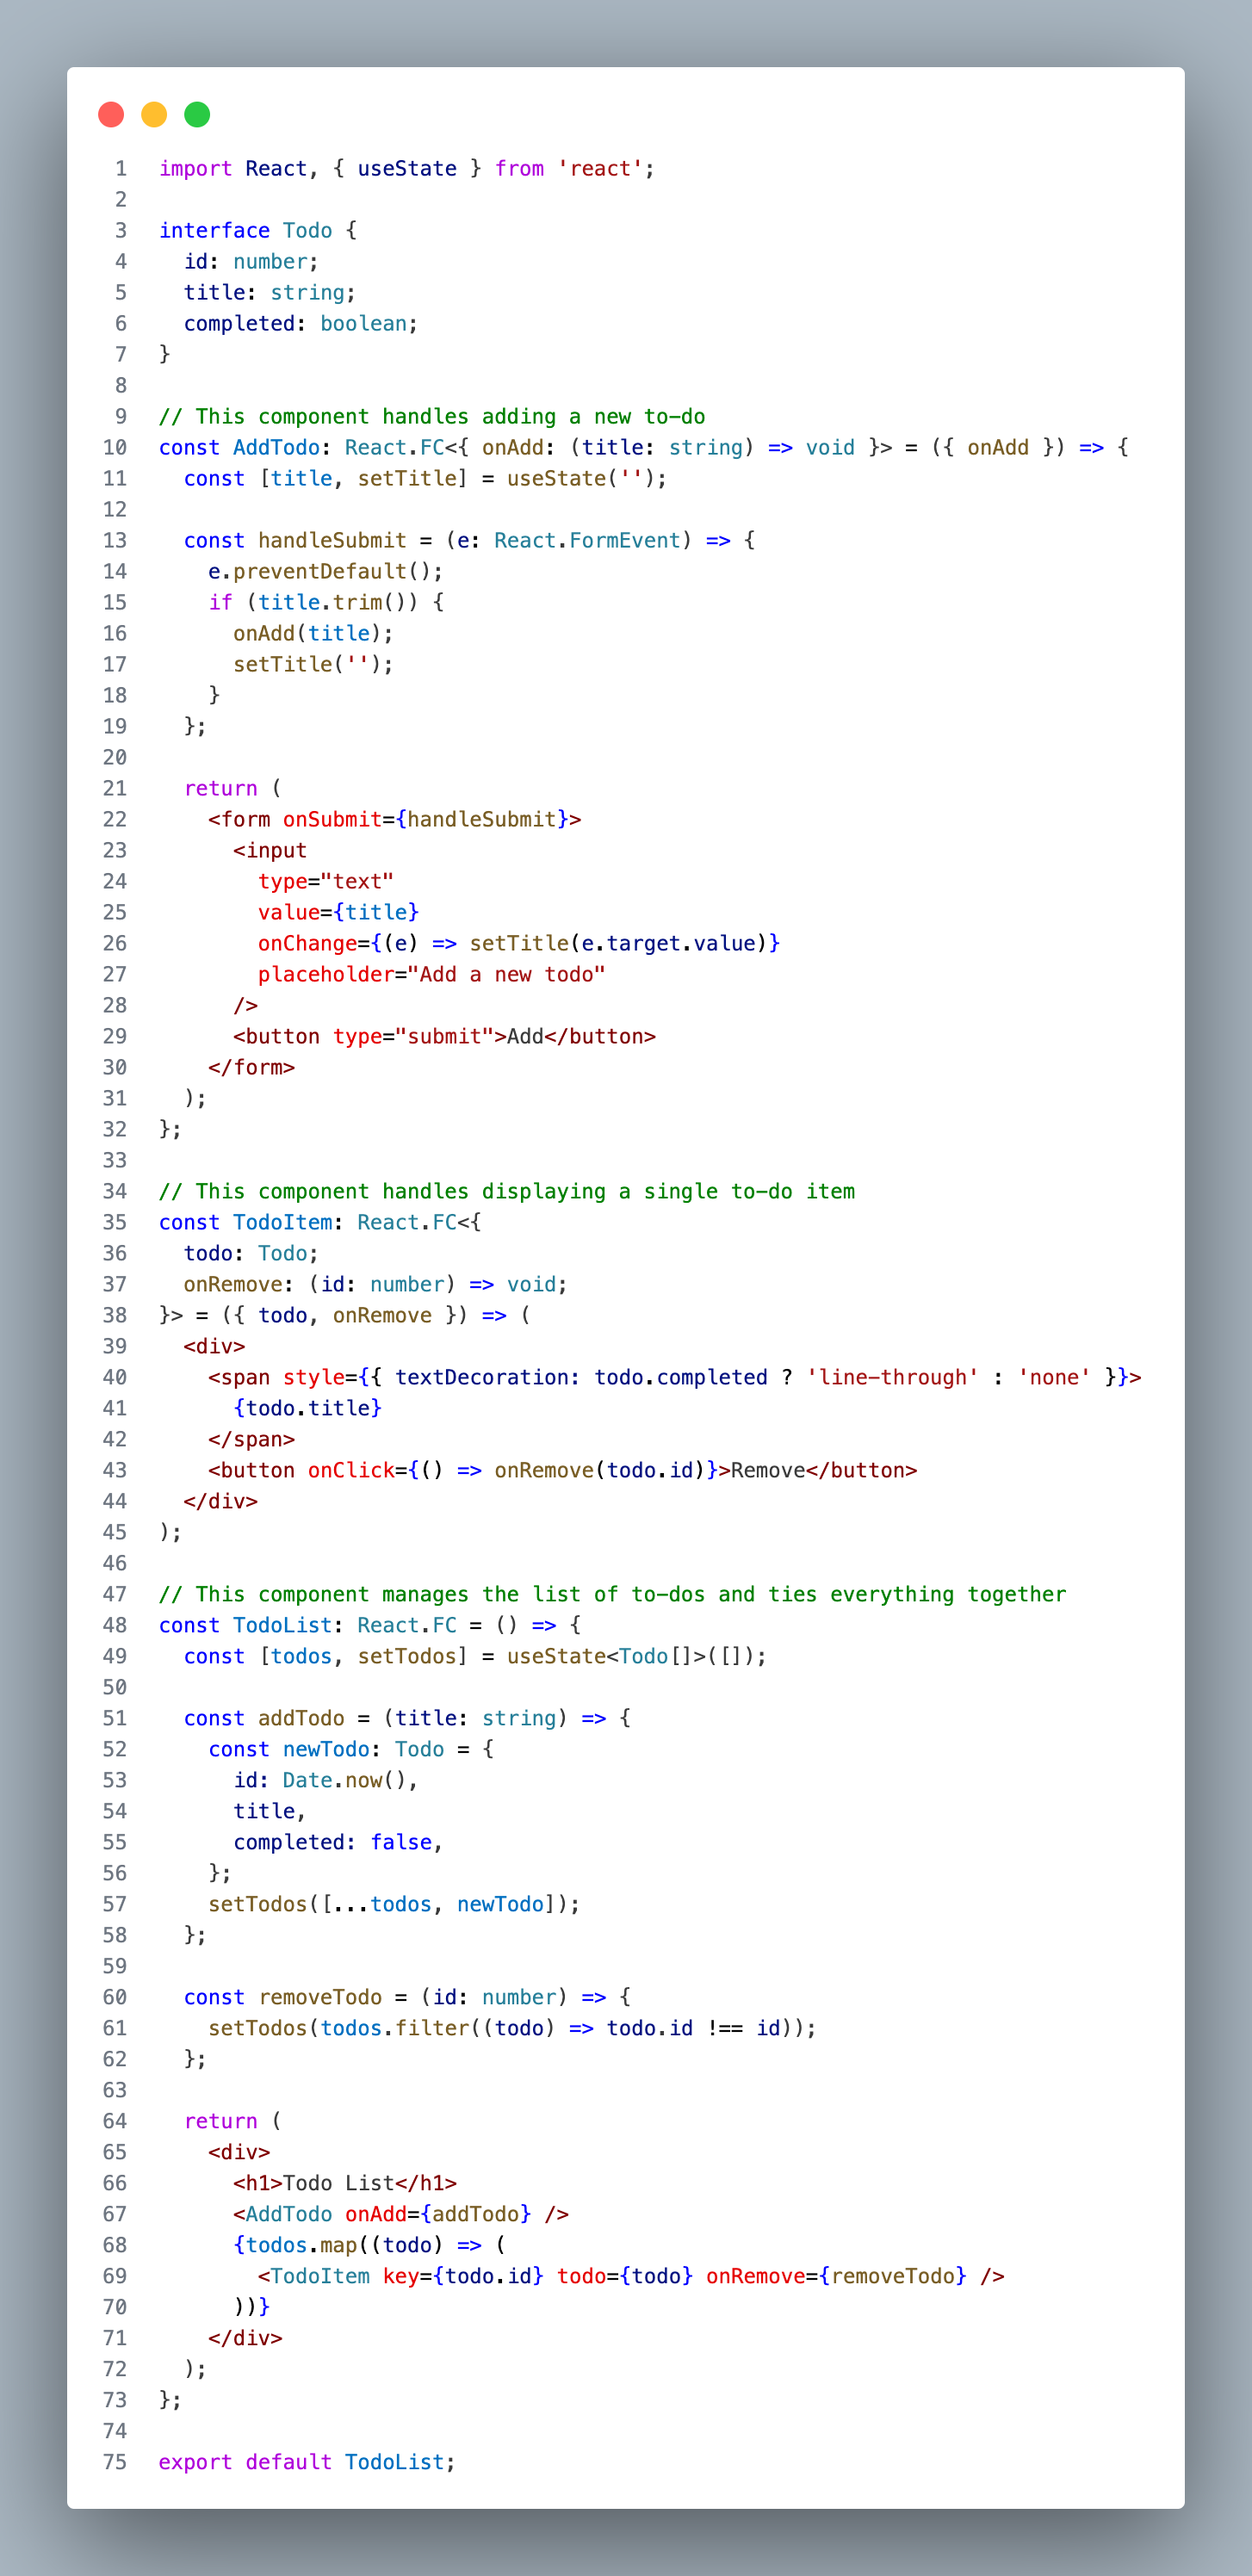 1 import React, { useState } from 'react';
2
3 interface Todo {
4   id: number;
5   title: string;
6   completed: boolean;
7 }
8
9 // This component handles adding a new to-do
10 const AddTodo: React.FC<{ onAdd: (title: string) => void }> = ({ onAdd }) => {
11   const [title, setTitle] = useState('');
12
13   const handleSubmit = (e: React.FormEvent) => {
14     e.preventDefault();
15     if (title.trim()) {
16       onAdd(title);
17       setTitle('');
18     }
19   };
20
21   return (
22     <form onSubmit={handleSubmit}>
23       <input
24         type="text"
25         value={title}
26         onChange={(e) => setTitle(e.target.value)}
27         placeholder="Add a new todo"
28       />
29       <button type="submit">Add</button>
30     </form>
31   );
32 };
33
34 // This component handles displaying a single to-do item
35 const TodoItem: React.FC<{
36   todo: Todo;
37   onRemove: (id: number) => void;
38 }> = ({ todo, onRemove }) => (
39   <div>
40     <span style={{ textDecoration: todo.completed ? 'line-through' : 'none' }}>
41       {todo.title}
42     </span>
43     <button onClick={() => onRemove(todo.id)}>Remove</button>
44   </div>
45 );
46
47 // This component manages the list of to-dos and ties everything together
48 const TodoList: React.FC = () => {
49   const [todos, setTodos] = useState<Todo[]>([]);
50
51   const addTodo = (title: string) => {
52     const newTodo: Todo = {
53       id: Date.now(),
54       title,
55       completed: false,
56     };
57     setTodos([...todos, newTodo]);
58   };
59
60   const removeTodo = (id: number) => {
61     setTodos(todos.filter((todo) => todo.id !== id));
62   };
63
64   return (
65     <div>
66       <h1>Todo List</h1>
67       <AddTodo onAdd={addTodo} />
68       {todos.map((todo) => (
69         <TodoItem key={todo.id} todo={todo} onRemove={removeTodo} />
70       ))}
71     </div>
72   );
73 };
74
75 export default TodoList;